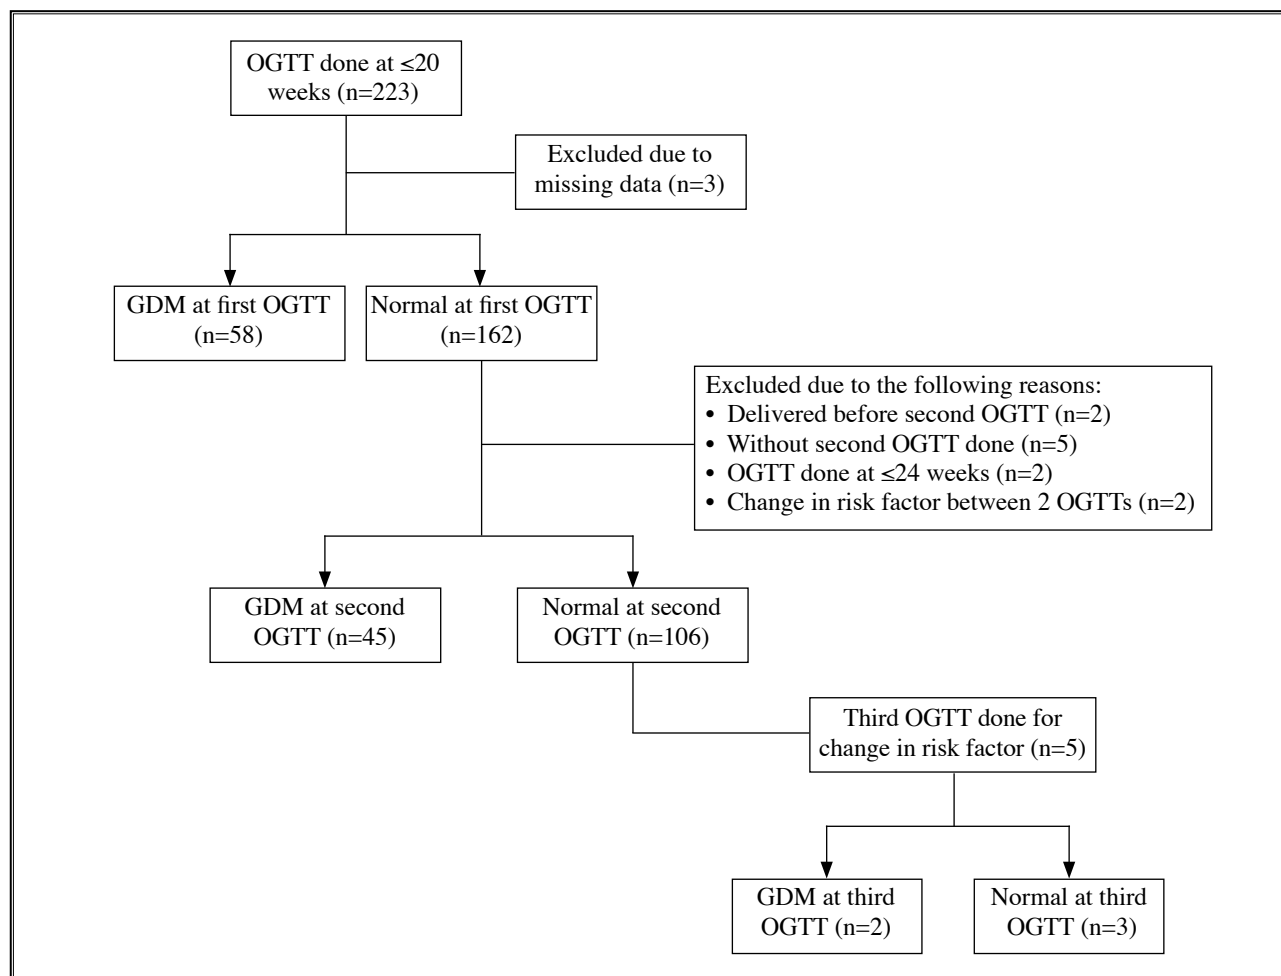 OGTT done at ≤20
weeks (n=223)
Excluded due to
missing data (n=3)
GDM at first OGTT
(n=58)
Normal at first OGTT
(n=162)
Excluded due to the following reasons:
• Delivered before second OGTT (n=2)
• Without second OGTT done (n=5)
• OGTT done at ≤24 weeks (n=2)
• Change in risk factor between 2 OGTTs (n=2)
GDM at second
OGTT (n=45)
Normal at second
OGTT (n=106)
Third OGTT done for
change in risk factor (n=5)
GDM at third
OGTT (n=2)
Normal at third
OGTT (n=3)